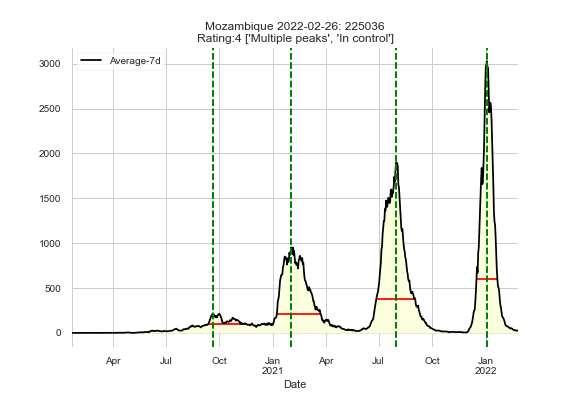 Mozambique 2022-02-26: 225036
Rating:4 ['Multiple peaks', 'In control']
Average-7d
3000
2500
2000
1500
1000
500
0
Apr Jul Oct Jan Apr Jul Oct Jan
2021 2022
Date